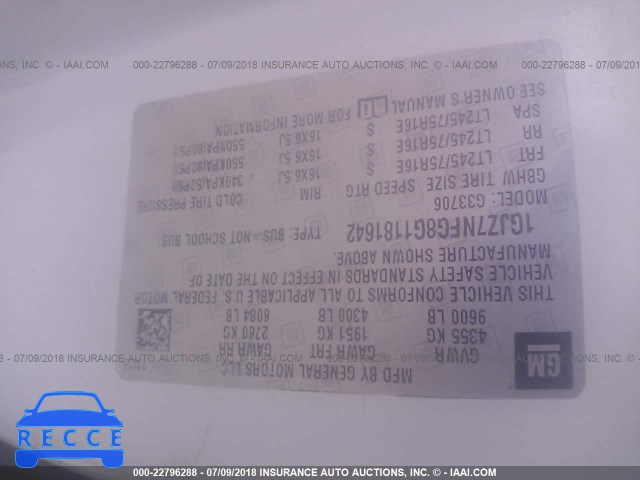 000-22796288 - 07/09/2018 INSURANCE AUTO AUCTIONS, INC. - © IAAI.COM
MFD BY GENERAL MOTORS LLC
GM
GVWR GAWR FRT GAWR RR
4355 KG 1951 KG 2760 KG
9600 LB 4300 LB 6084 LB
THIS VEHICLE CONFORMS TO ALL APPLICABLE U.S. FEDERAL MOTOR
VEHICLE SAFETY STANDARDS IN EFFECT ON THE DATE OF
MANUFACTURE SHOWN ABOVE.
1GJZ7NFG8G1181642 TYPE: BUS - NOT SCHOOL BUS
MODEL: G33706
GBHW TIRE SIZE SPEED RTG RIM COLD TIRE PRESSURE
FRT LT245/75R16E S 16X6.5J 340KPA(50PSI)
RR LT245/75R16E S 16X6.5J 550KPA(80PSI)
SPA LT245/75R16E S 16X6.5J 550KPA(80PSI)
SEE OWNER'S MANUAL FOR MORE INFORMATION
000-22796288 - 07/09/2018 INSURANCE AUTO AUCTIONS, INC. - © IAAI.COM
RECCE
000-22796288 - 07/09/2018 INSURANCE AUTO AUCTIONS, INC. - © IAAI.COM